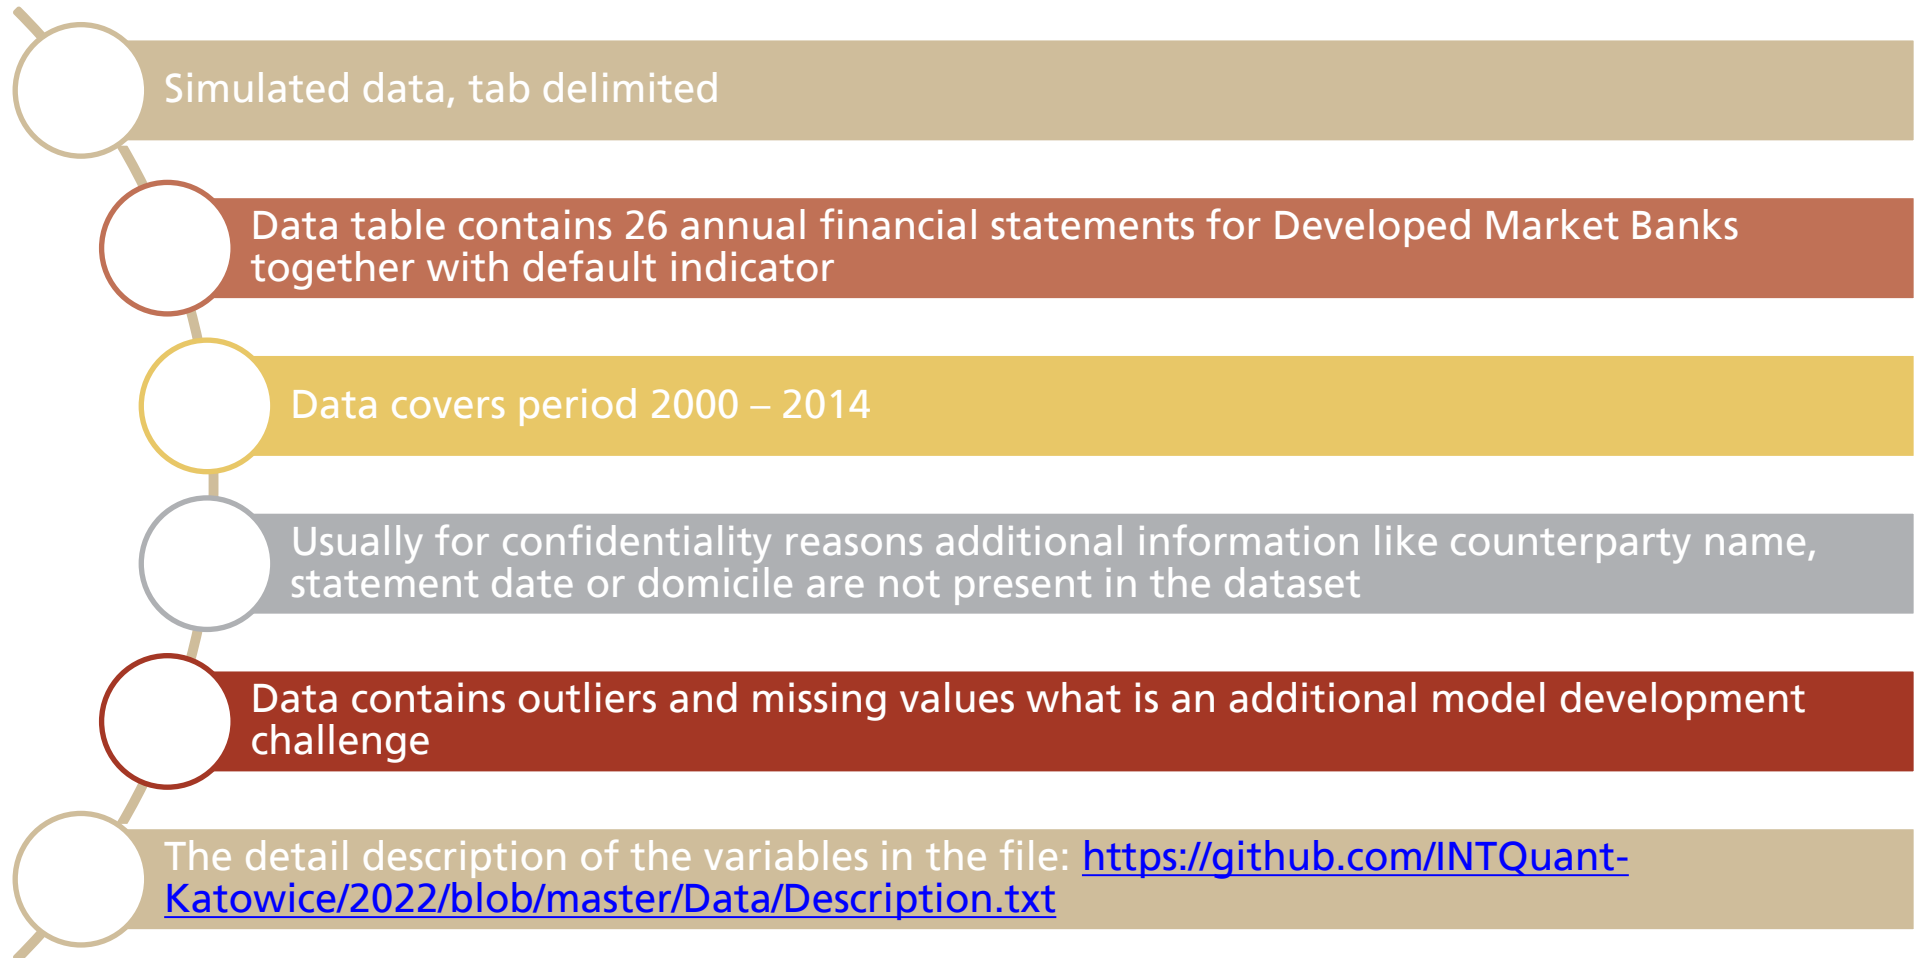 Simulated data, tab delimited
Data table contains 26 annual financial statements for Developed Market Banks
together with default indicator
Data covers period 2000 – 2014
Usually for confidentiality reasons additional information like counterparty name,
statement date or domicile are not present in the dataset
Data contains outliers and missing values what is an additional model development
challenge
The detail description of the variables in the file: https://github.com/INTQuant-
Katowice/2022/blob/master/Data/Description.txt